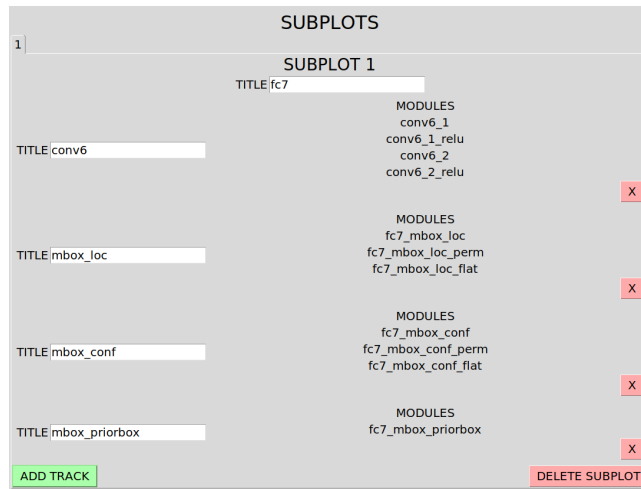 SUBPLOTS
1
SUBPLOT 1
TITLE fc7
MODULES
conv6_1
conv6_1_relu
TITLE conv6
conv6_2
conv6_2_relu
X
MODULES
fc7_mbox_loc
TITLE mbox_loc
fc7_mbox_loc_perm
fc7_mbox_loc_flat
X
MODULES
fc7_mbox_conf
TITLE mbox_conf
fc7_mbox_conf_perm
fc7_mbox_conf_flat
X
MODULES
TITLE mbox_priorbox
fc7_mbox_priorbox
X
ADD TRACK
DELETE SUBPLOT